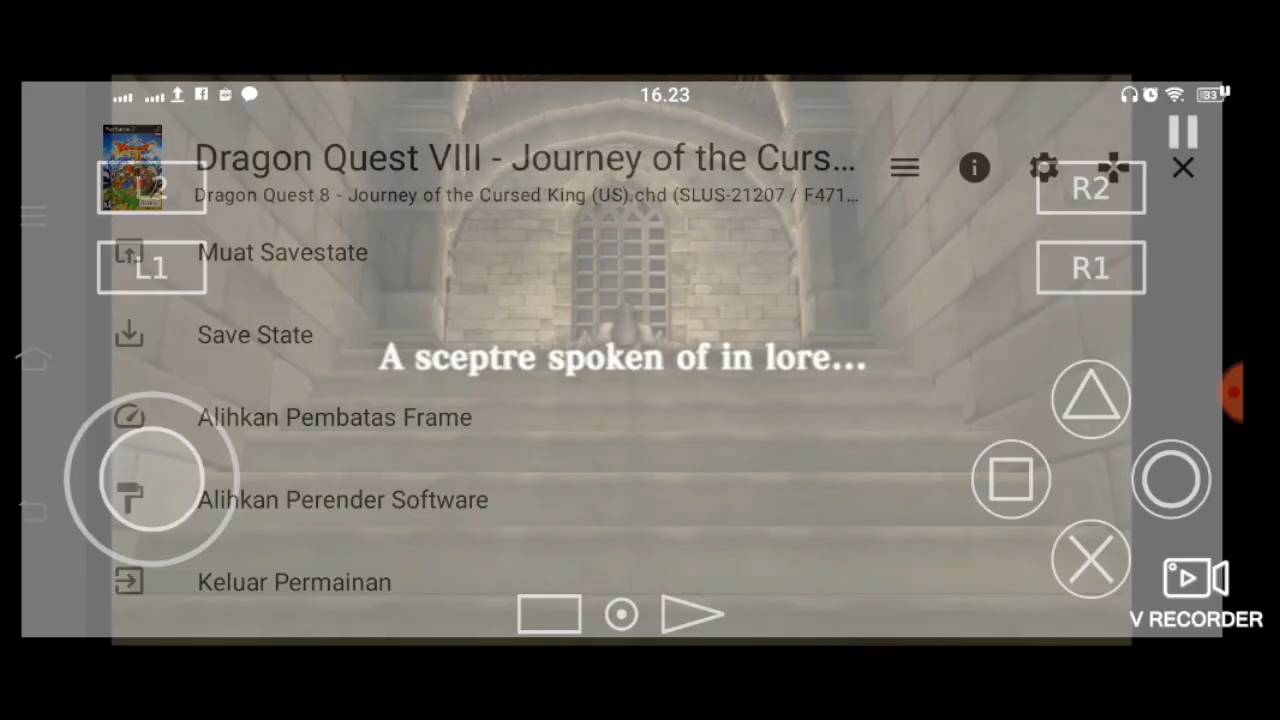 16.23
33
Dragon Quest VIII - Journey of the Curs...
Dragon Quest 8 - Journey of the Cursed King (US).chd (SLUS-21207 / F471...
R2
Muat Savestate
L1
R1
Save State
A sceptre spoken of in lore...
Alihkan Pembatas Frame
Alihkan Perender Software
Keluar Permainan
V RECORDER